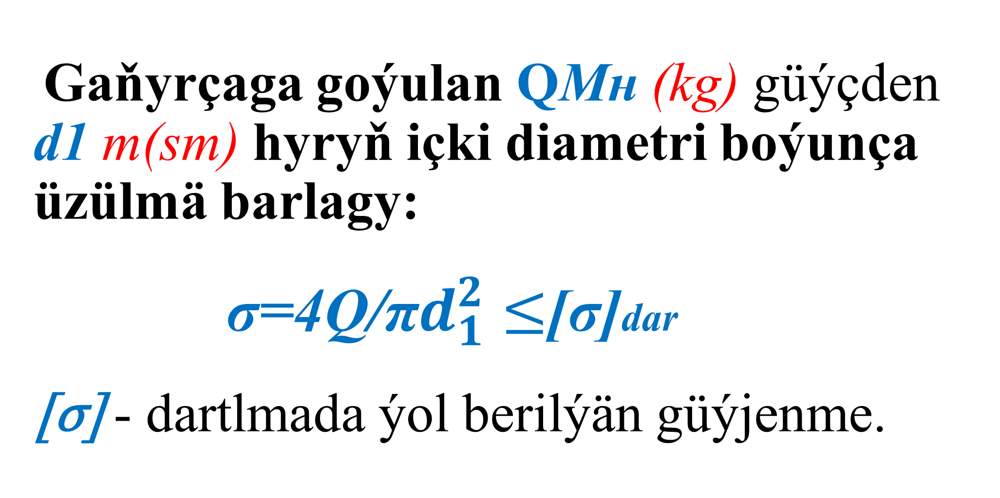 Gaňyrçaga goýulan QMн (kg) güýçden
d1 m(sm) hyryň içki diametri boýunça
üzülmä barlagy:
σ=4Q/πd₁² ≤[σ]dar
[σ]- dartlmada ýol berilýän güýjenme.